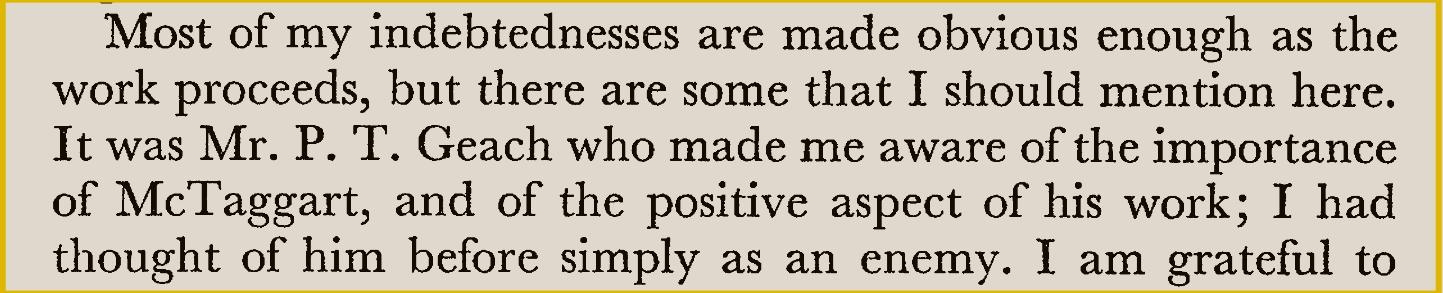 Most of my indebtednesses are made obvious enough as the
work proceeds, but there are some that I should mention here.
It was Mr. P. T. Geach who made me aware of the importance
of McTaggart, and of the positive aspect of his work; I had
thought of him before simply as an enemy. I am grateful to